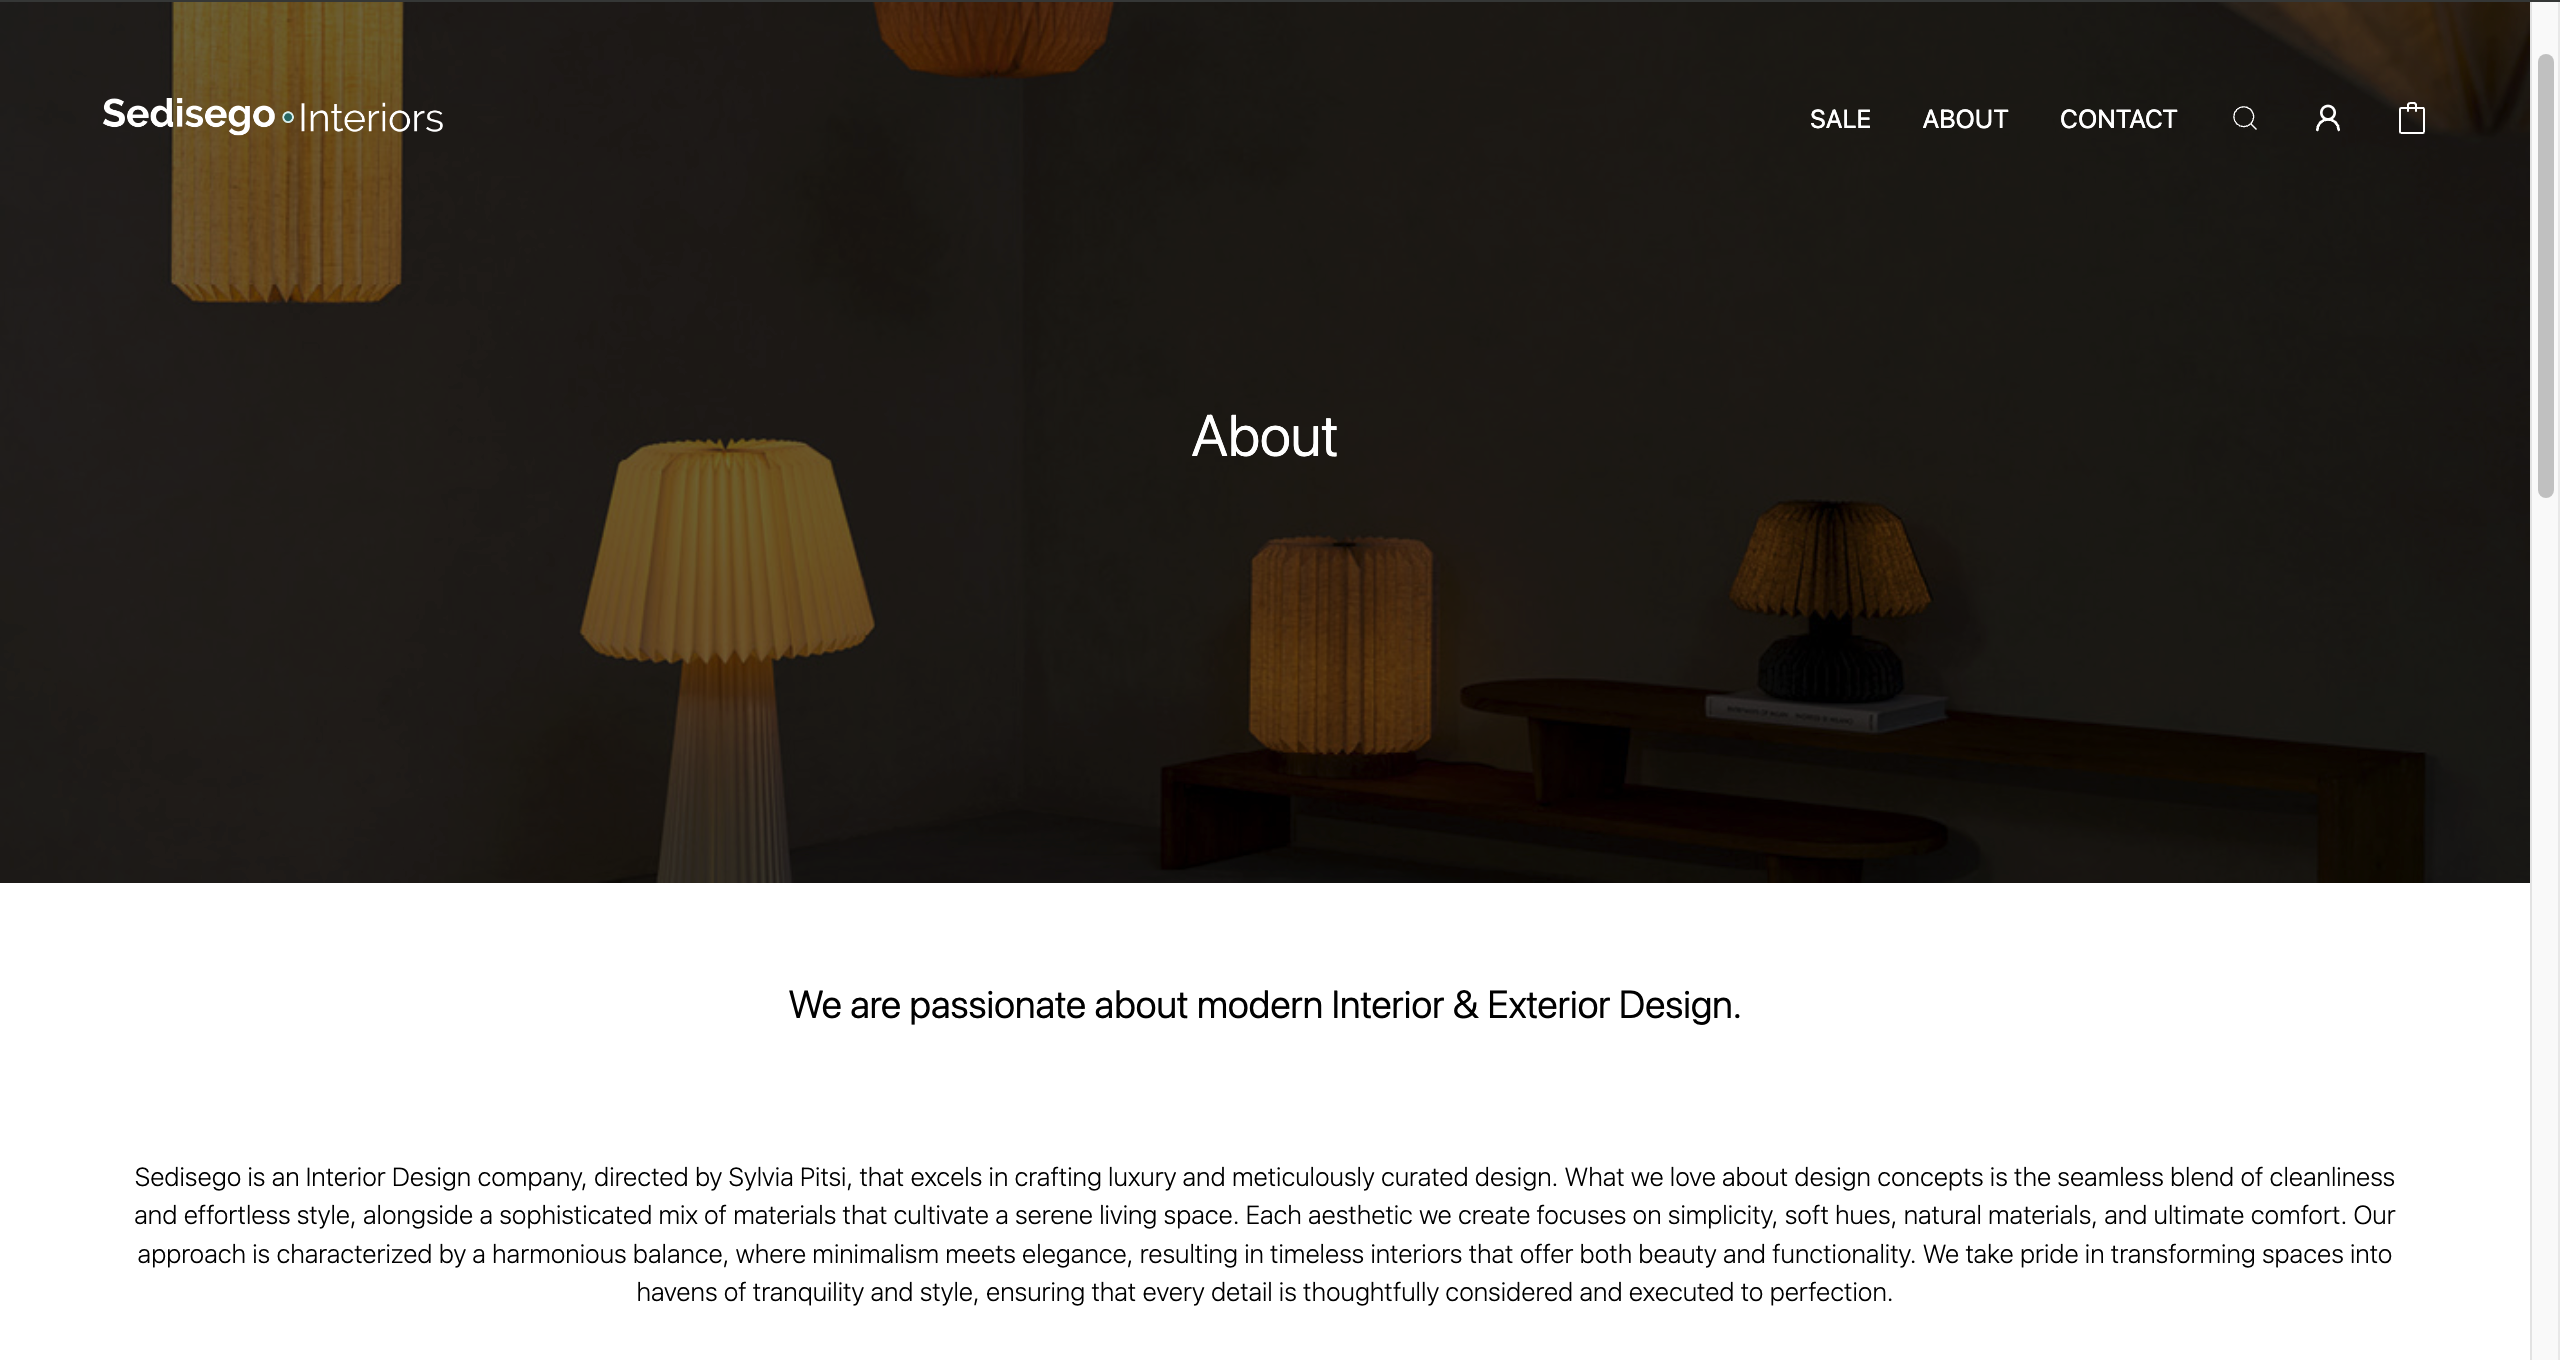 Sedisego Interiors
SALE ABOUT CONTACT
About
We are passionate about modern Interior & Exterior Design.
Sedisego is an Interior Design company, directed by Sylvia Pitsi, that excels in crafting luxury and meticulously curated design. What we love about design concepts is the seamless blend of cleanliness
and effortless style, alongside a sophisticated mix of materials that cultivate a serene living space. Each aesthetic we create focuses on simplicity, soft hues, natural materials, and ultimate comfort. Our
approach is characterized by a harmonious balance, where minimalism meets elegance, resulting in timeless interiors that offer both beauty and functionality. We take pride in transforming spaces into
havens of tranquility and style, ensuring that every detail is thoughtfully considered and executed to perfection.